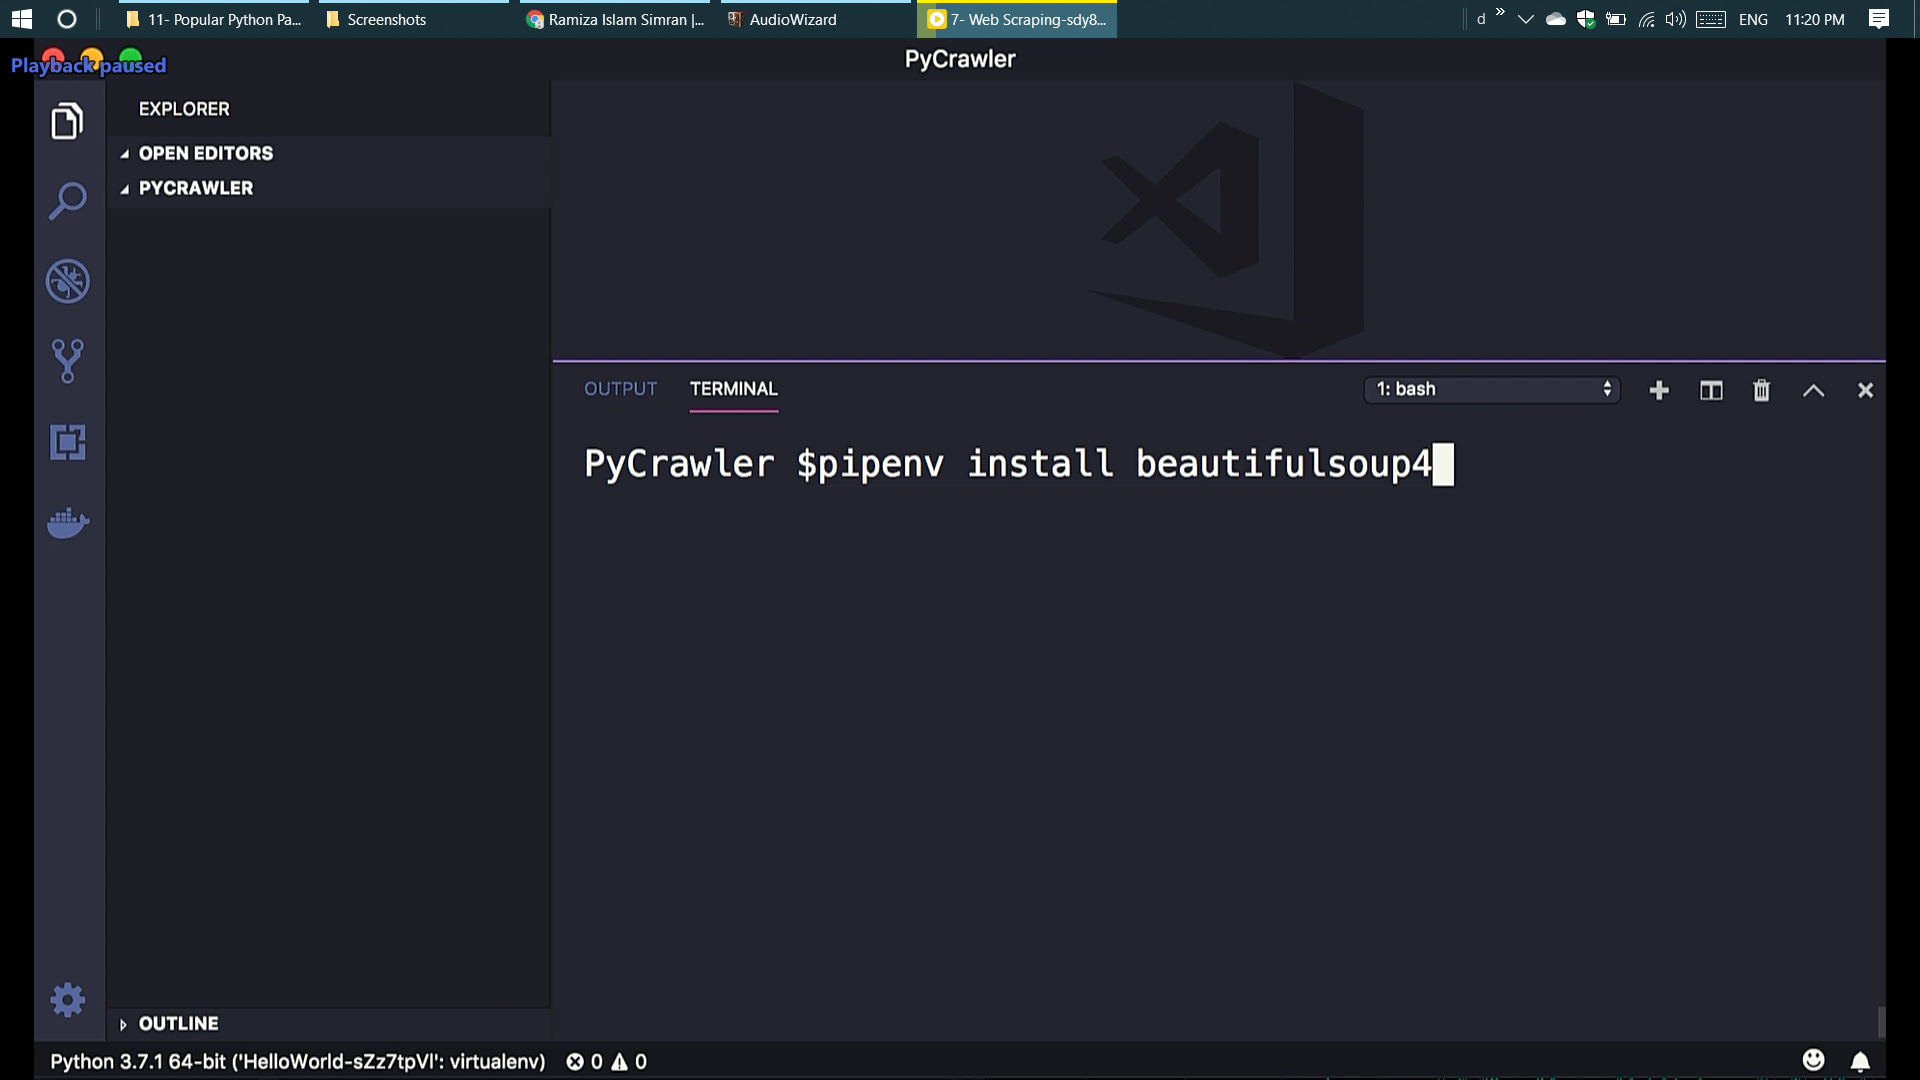 11- Popular Python Pa...
Screenshots
Ramiza Islam Simran |...
AudioWizard
7- Web Scraping-sdy8...
d
ENG
11:20 PM
Playback paused
PyCrawler
EXPLORER
OPEN EDITORS
PYCRAWLER
OUTPUT
TERMINAL
1: bash
PyCrawler $pipenv install beautifulsoup4
OUTLINE
Python 3.7.1 64-bit ('HelloWorld-sZz7tpVI': virtualenv)
0
0